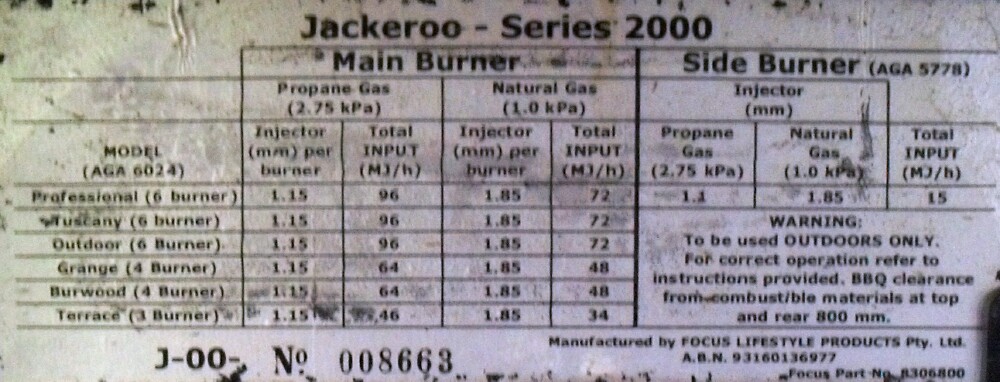 Jackeroo - Series 2000
Main Burner
Side Burner (AGA 5778)
Propane Gas
(2.75 kPa)
Natural Gas
(1.0 kPa)
Injector
(mm)
MODEL
(AGA 6024)
Injector
(mm) per
burner
Total
INPUT
(MJ/h)
Injector
(mm) per
burner
Total
INPUT
(MJ/h)
Propane
Gas
(2.75 kPa)
Natural
Gas
(1.0 kPa)
Total
INPUT
(MJ/h)
Professional (6 burner) 1.15 96 1.85 72 1.1 1.85 15
Tuscany (6 burner) 1.15 96 1.85 72
Outdoor (6 Burner) 1.15 96 1.85 72
Grange (4 Burner) 1.15 64 1.85 48
Burwood (4 Burner) 1.15 64 1.85 48
Terrace (3 Burner) 1.15 46 1.85 34
WARNING:
To be used OUTDOORS ONLY.
For correct operation refer to
instructions provided. BBQ clearance
from combustible materials at top
and rear 800 mm.
J-00- No 008663
Manufactured by FOCUS LIFESTYLE PRODUCTS Pty. Ltd.
A.B.N. 93160136977
Focus Part No. 8306800